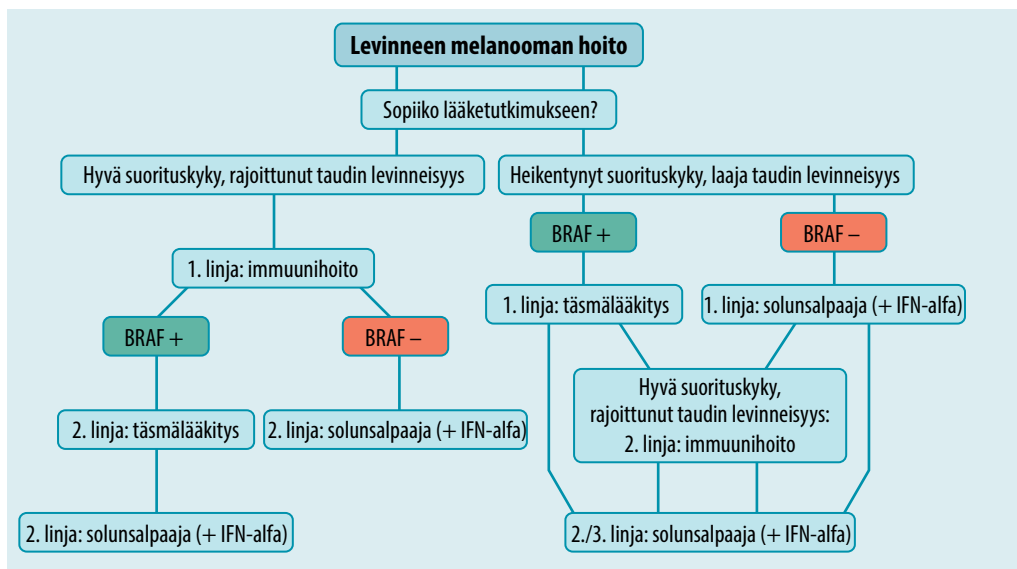 Levinneen melanooman hoito
Sopiiko lääketutkimukseen?
Hyvä suorituskyky, rajoittunut taudin levinneisyys
Heikentynyt suorituskyky, laaja taudin levinneisyys
BRAF +
BRAF –
1. linja: immuunihoito
1. linja: täsmälääkitys
1. linja: solunsalpaaja (+ IFN-alfa)
BRAF +
BRAF –
Hyvä suorituskyky,
rajoittunut taudin levinneisyys:
2. linja: immuunihoito
2. linja: täsmälääkitys
2. linja: solunsalpaaja (+ IFN-alfa)
2. linja: solunsalpaaja (+ IFN-alfa)
2./3. linja: solunsalpaaja (+ IFN-alfa)